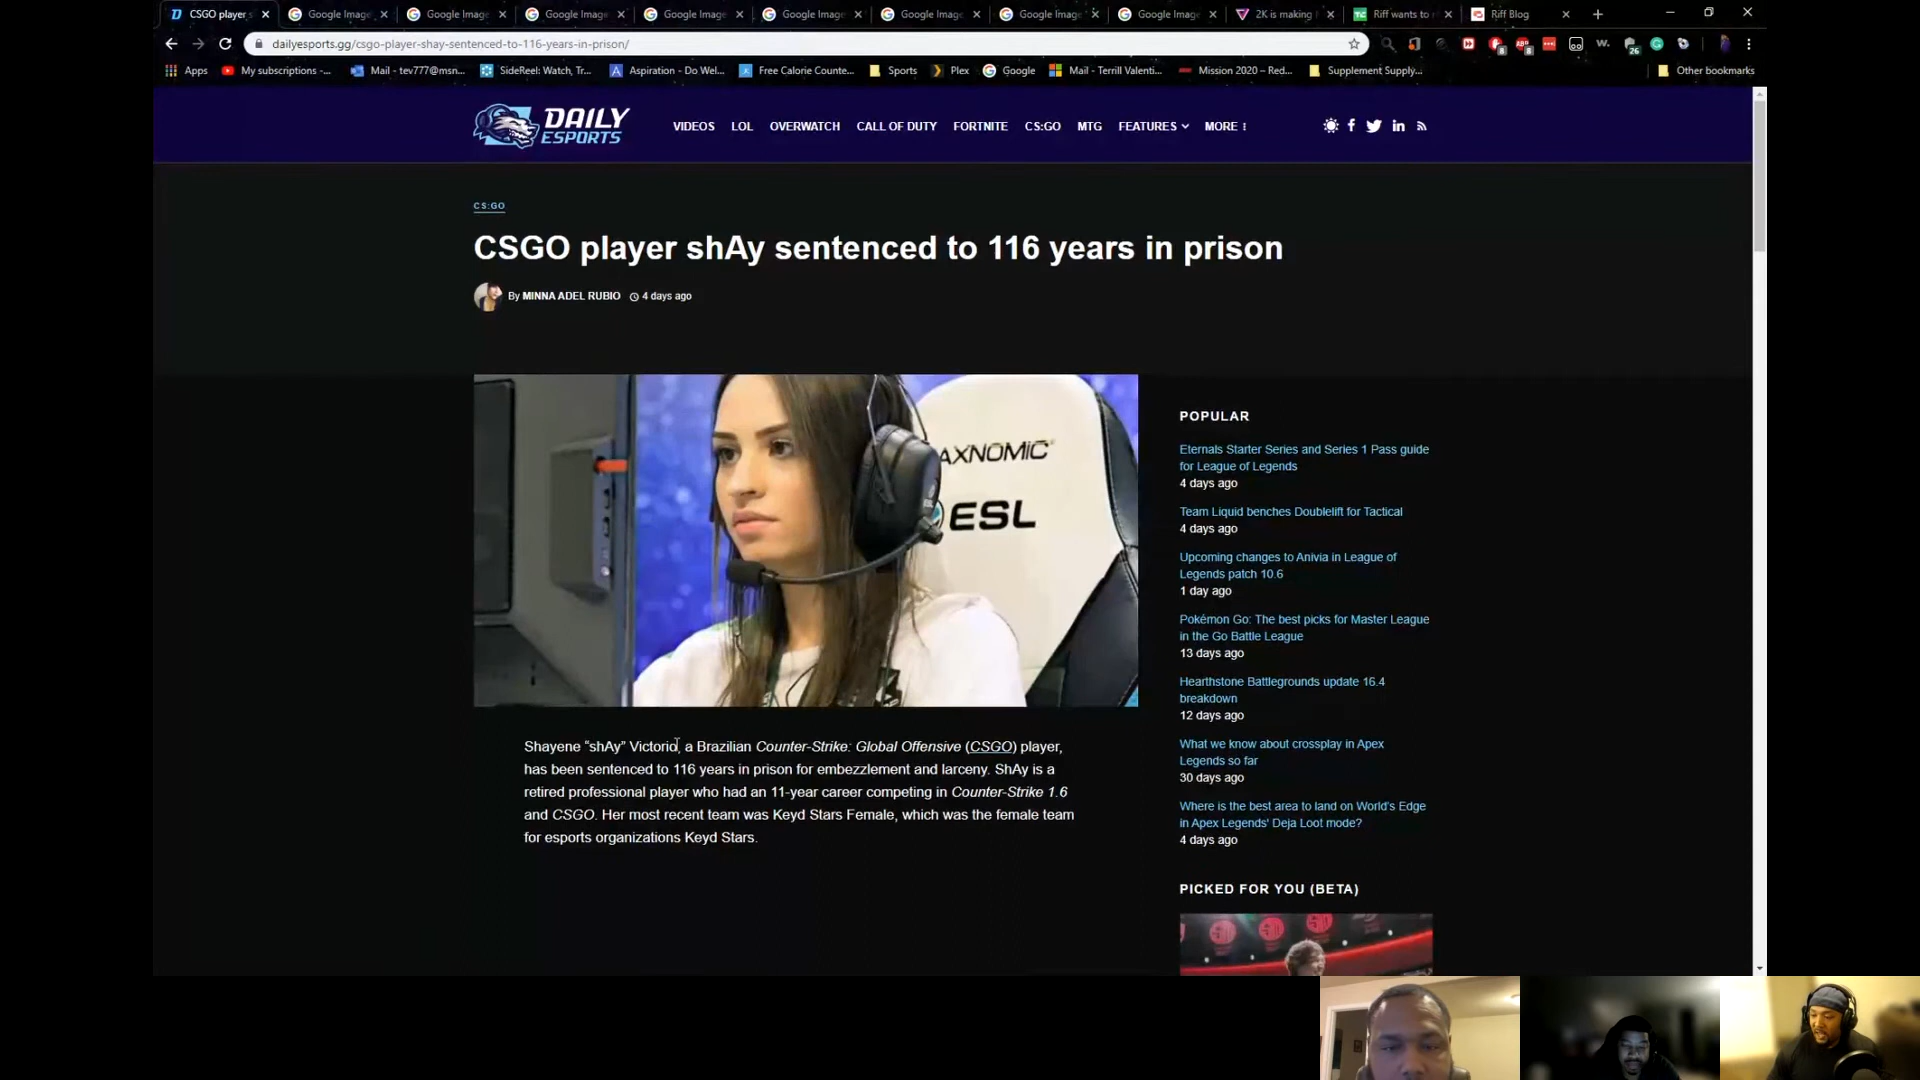 CSGO player s
Google Image
Google Image
Google Image
Google Image
Google Image
Google Image
Google Image
Google Image
2K is making
Riff wants to r
Riff Blog
dailyesports.gg/csgo-player-shay-sentenced-to-116-years-in-prison/
Apps
My subscriptions -...
Mail - tev777@msn...
SideReel: Watch, Tr...
Aspiration - Do Wel...
Free Calorie Counte...
Sports
Plex
Google
Mail - Terrill Valenti...
Mission 2020 – Red...
Supplement Supply...
Other bookmarks
DAILY
ESPORTS
VIDEOS LOL OVERWATCH CALL OF DUTY FORTNITE CS:GO MTG FEATURES MORE
CS:GO
CSGO player shAy sentenced to 116 years in prison
By MINNA ADEL RUBIO 4 days ago
AXNOMIC
ESL
Shayene “shAy” Victorio, a Brazilian Counter-Strike: Global Offensive (CSGO) player,
has been sentenced to 116 years in prison for embezzlement and larceny. ShAy is a
retired professional player who had an 11-year career competing in Counter-Strike 1.6
and CSGO. Her most recent team was Keyd Stars Female, which was the female team
for esports organizations Keyd Stars.
POPULAR
Eternals Starter Series and Series 1 Pass guide
for League of Legends
4 days ago
Team Liquid benches Doublelift for Tactical
4 days ago
Upcoming changes to Anivia in League of
Legends patch 10.6
1 day ago
Pokémon Go: The best picks for Master League
in the Go Battle League
13 days ago
Hearthstone Battlegrounds update 16.4
breakdown
12 days ago
What we know about crossplay in Apex
Legends so far
30 days ago
Where is the best area to land on World's Edge
in Apex Legends' Deja Loot mode?
4 days ago
PICKED FOR YOU (BETA)